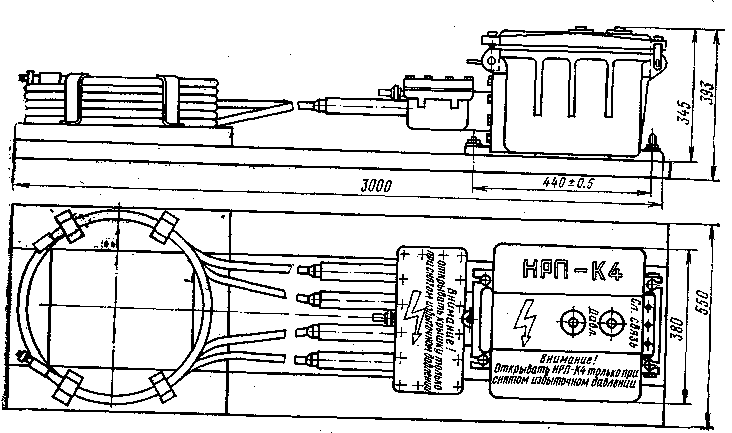 345
393
3000
440±0.5
НРП-К4
Внимание!
открывать крышку только
при снятом избыточном давлении
Давл.
Сл. связь
Внимание!
Открывать НРП-К4 только при
снятом избыточном давлении
380
550